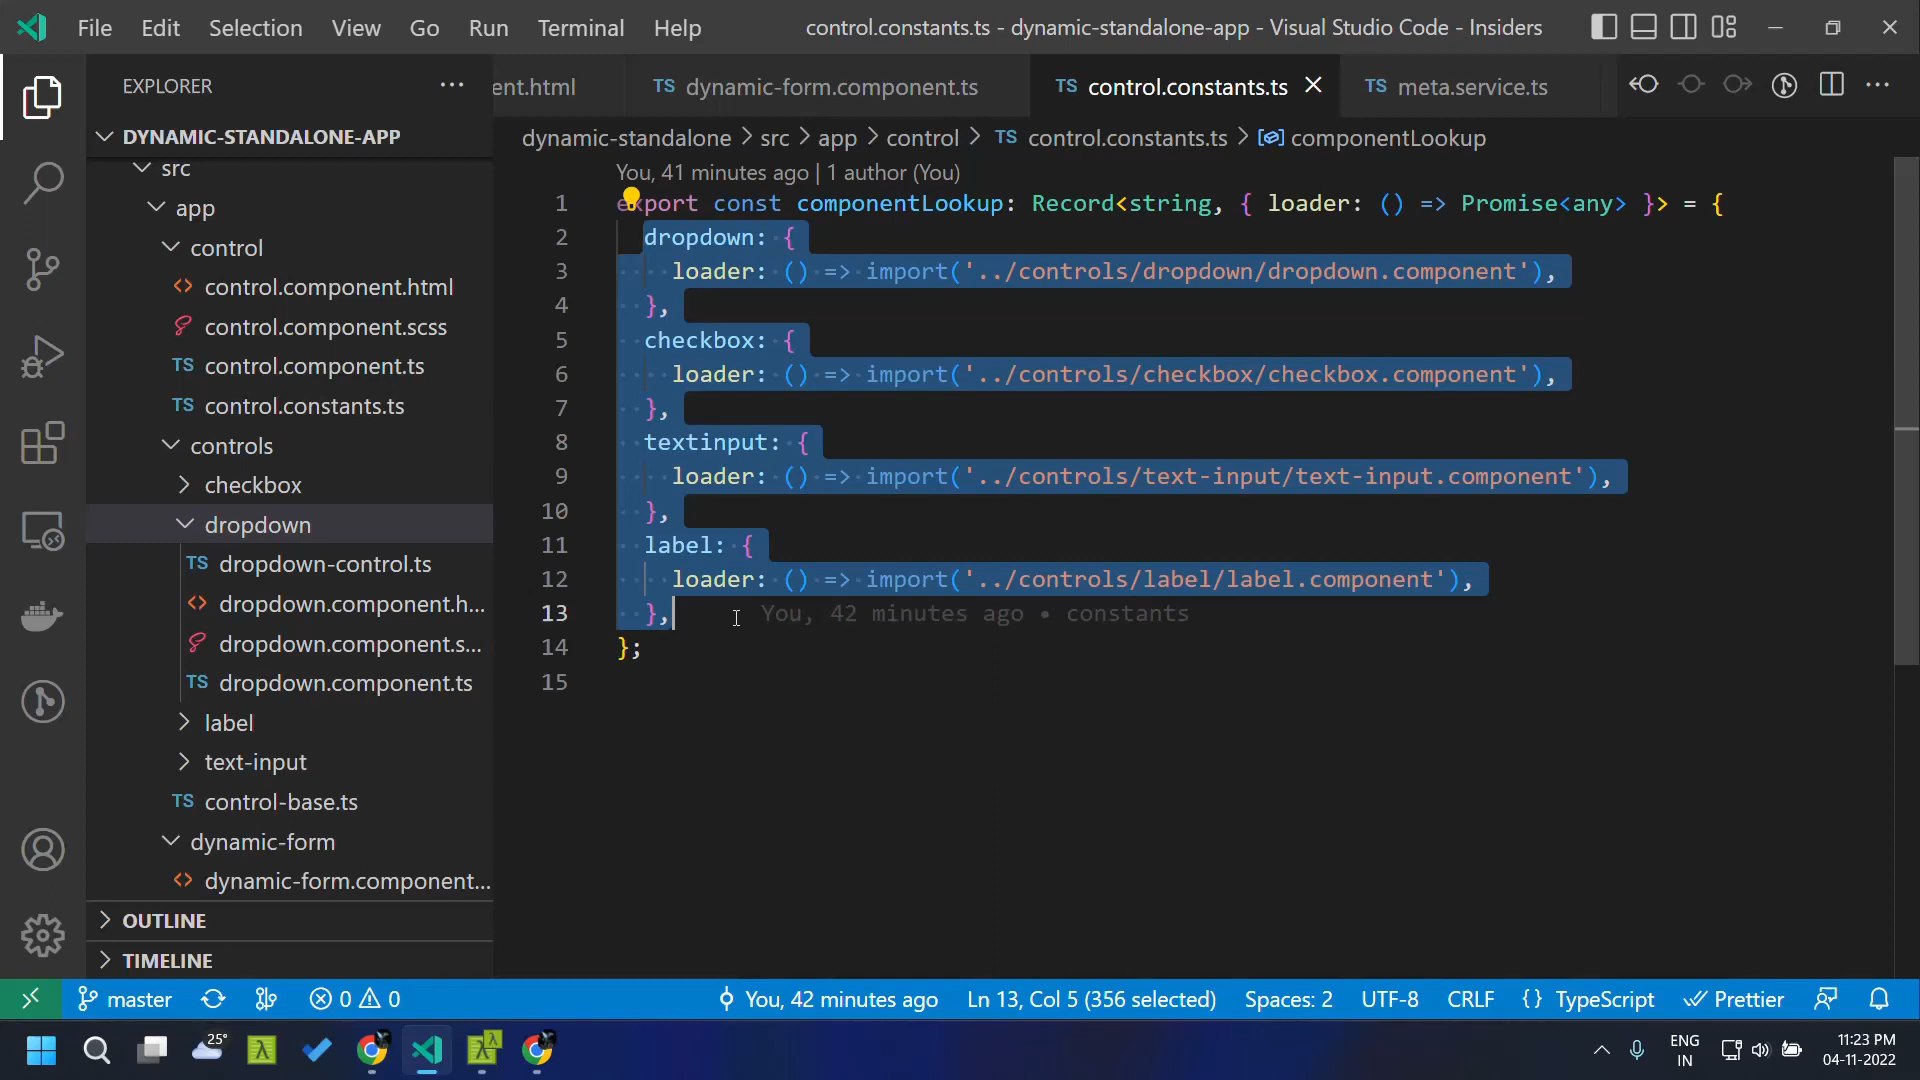 File Edit Selection View Go Run Terminal Help
control.constants.ts - dynamic-standalone-app - Visual Studio Code - Insiders
EXPLORER
ent.html
TS dynamic-form.component.ts
TS control.constants.ts
TS meta.service.ts
DYNAMIC-STANDALONE-APP
src
app
control
control.component.html
control.component.scss
TS control.component.ts
TS control.constants.ts
controls
checkbox
dropdown
TS dropdown-control.ts
dropdown.component.h...
dropdown.component.s...
TS dropdown.component.ts
label
text-input
TS control-base.ts
dynamic-form
dynamic-form.component...
OUTLINE
TIMELINE
dynamic-standalone > src > app > control > TS control.constants.ts > componentLookup
You, 41 minutes ago | 1 author (You)
1 export const componentLookup: Record<string, { loader: () => Promise<any> }> = {
2 dropdown: {
3 loader: () => import('../controls/dropdown/dropdown.component'),
4 },
5 checkbox: {
6 loader: () => import('../controls/checkbox/checkbox.component'),
7 },
8 textinput: {
9 loader: () => import('../controls/text-input/text-input.component'),
10 },
11 label: {
12 loader: () => import('../controls/label/label.component'),
13 }, You, 42 minutes ago • constants
14 };
15
master 0 0 You, 42 minutes ago Ln 13, Col 5 (356 selected) Spaces: 2 UTF-8 CRLF {} TypeScript Prettier
25°
ENG
IN
11:23 PM
04-11-2022